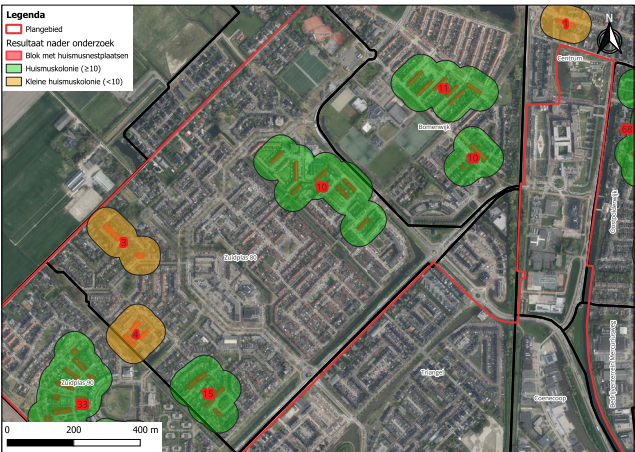 Legenda
Plangebied
Resultaat nader onderzoek
Blok met huismusnestplaatsen
Huismuskolonie (≥10)
Kleine huismuskolonie (<10)
1
N
Centrum
11
Bomenwijk
10
10
3
Zuidplas 90
4
Triangel
Zuidplas 90
15
33
Coenecoop
0 200 400 m